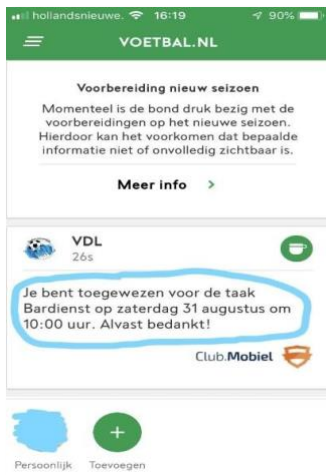 hollandsnieuwe. 16:19 90%
VOETBAL.NL
Voorbereiding nieuw seizoen
Momenteel is de bond druk bezig met de
voorbereidingen op het nieuwe seizoen.
Hierdoor kan het voorkomen dat bepaalde
informatie niet of onvolledig zichtbaar is.
Meer info >
VDL
26s
Je bent toegewezen voor de taak
Bardienst op zaterdag 31 augustus om
10:00 uur. Alvast bedankt!
Club.Mobiel
Persoonlijk Toevoegen